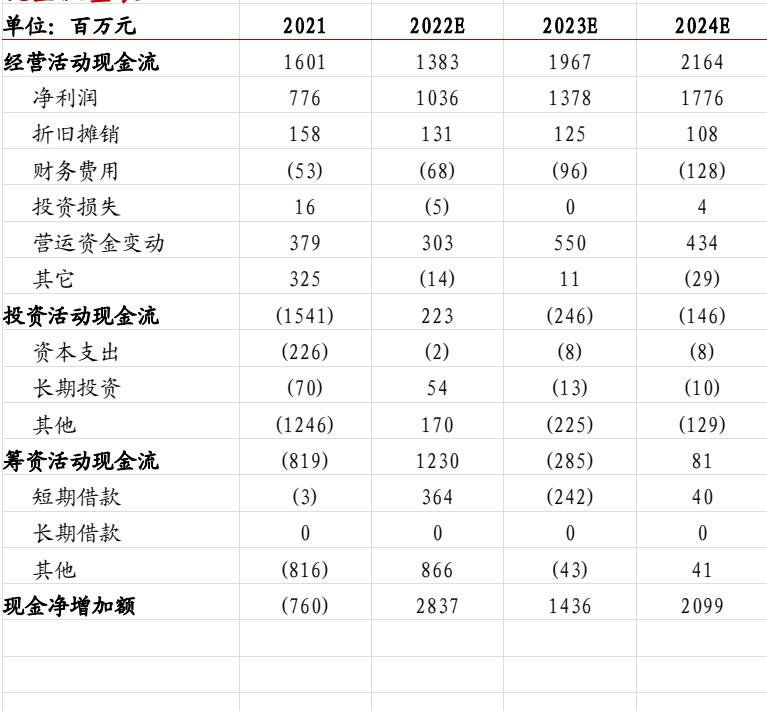 单位：百万元 2021 2022E 2023E 2024E
经营活动现金流 1601 1383 1967 2164
净利润 776 1036 1378 1776
折旧摊销 158 131 125 108
财务费用 (53) (68) (96) (128)
投资损失 16 (5) 0 4
营运资金变动 379 303 550 434
其它 325 (14) 11 (29)
投资活动现金流 (1541) 223 (246) (146)
资本支出 (226) (2) (8) (8)
长期投资 (70) 54 (13) (10)
其他 (1246) 170 (225) (129)
筹资活动现金流 (819) 1230 (285) 81
短期借款 (3) 364 (242) 40
长期借款 0 0 0 0
其他 (816) 866 (43) 41
现金净增加额 (760) 2837 1436 2099